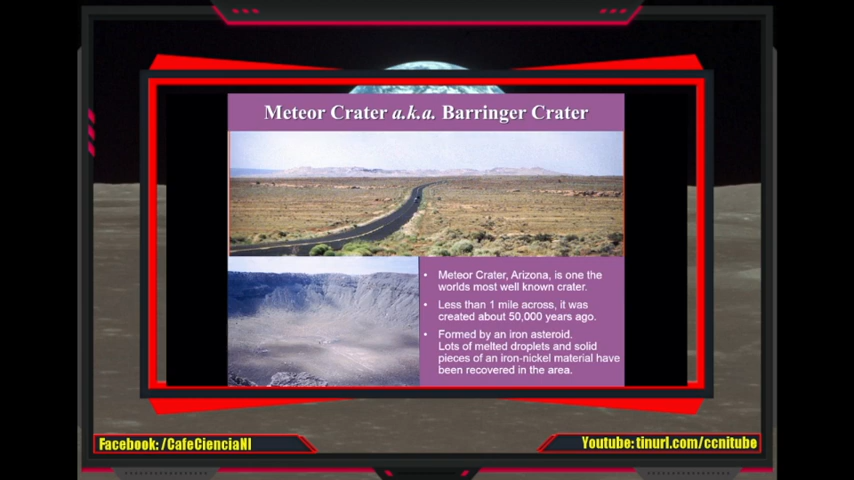 Meteor Crater a.k.a. Barringer Crater
• Meteor Crater, Arizona, is one the
worlds most well known crater.
• Less than 1 mile across, it was
created about 50,000 years ago.
• Formed by an iron asteroid.
Lots of melted droplets and solid
pieces of an iron-nickel material have
been recovered in the area.
Facebook: /CafeCienciaNI
Youtube: tinurl.com/ccnitube